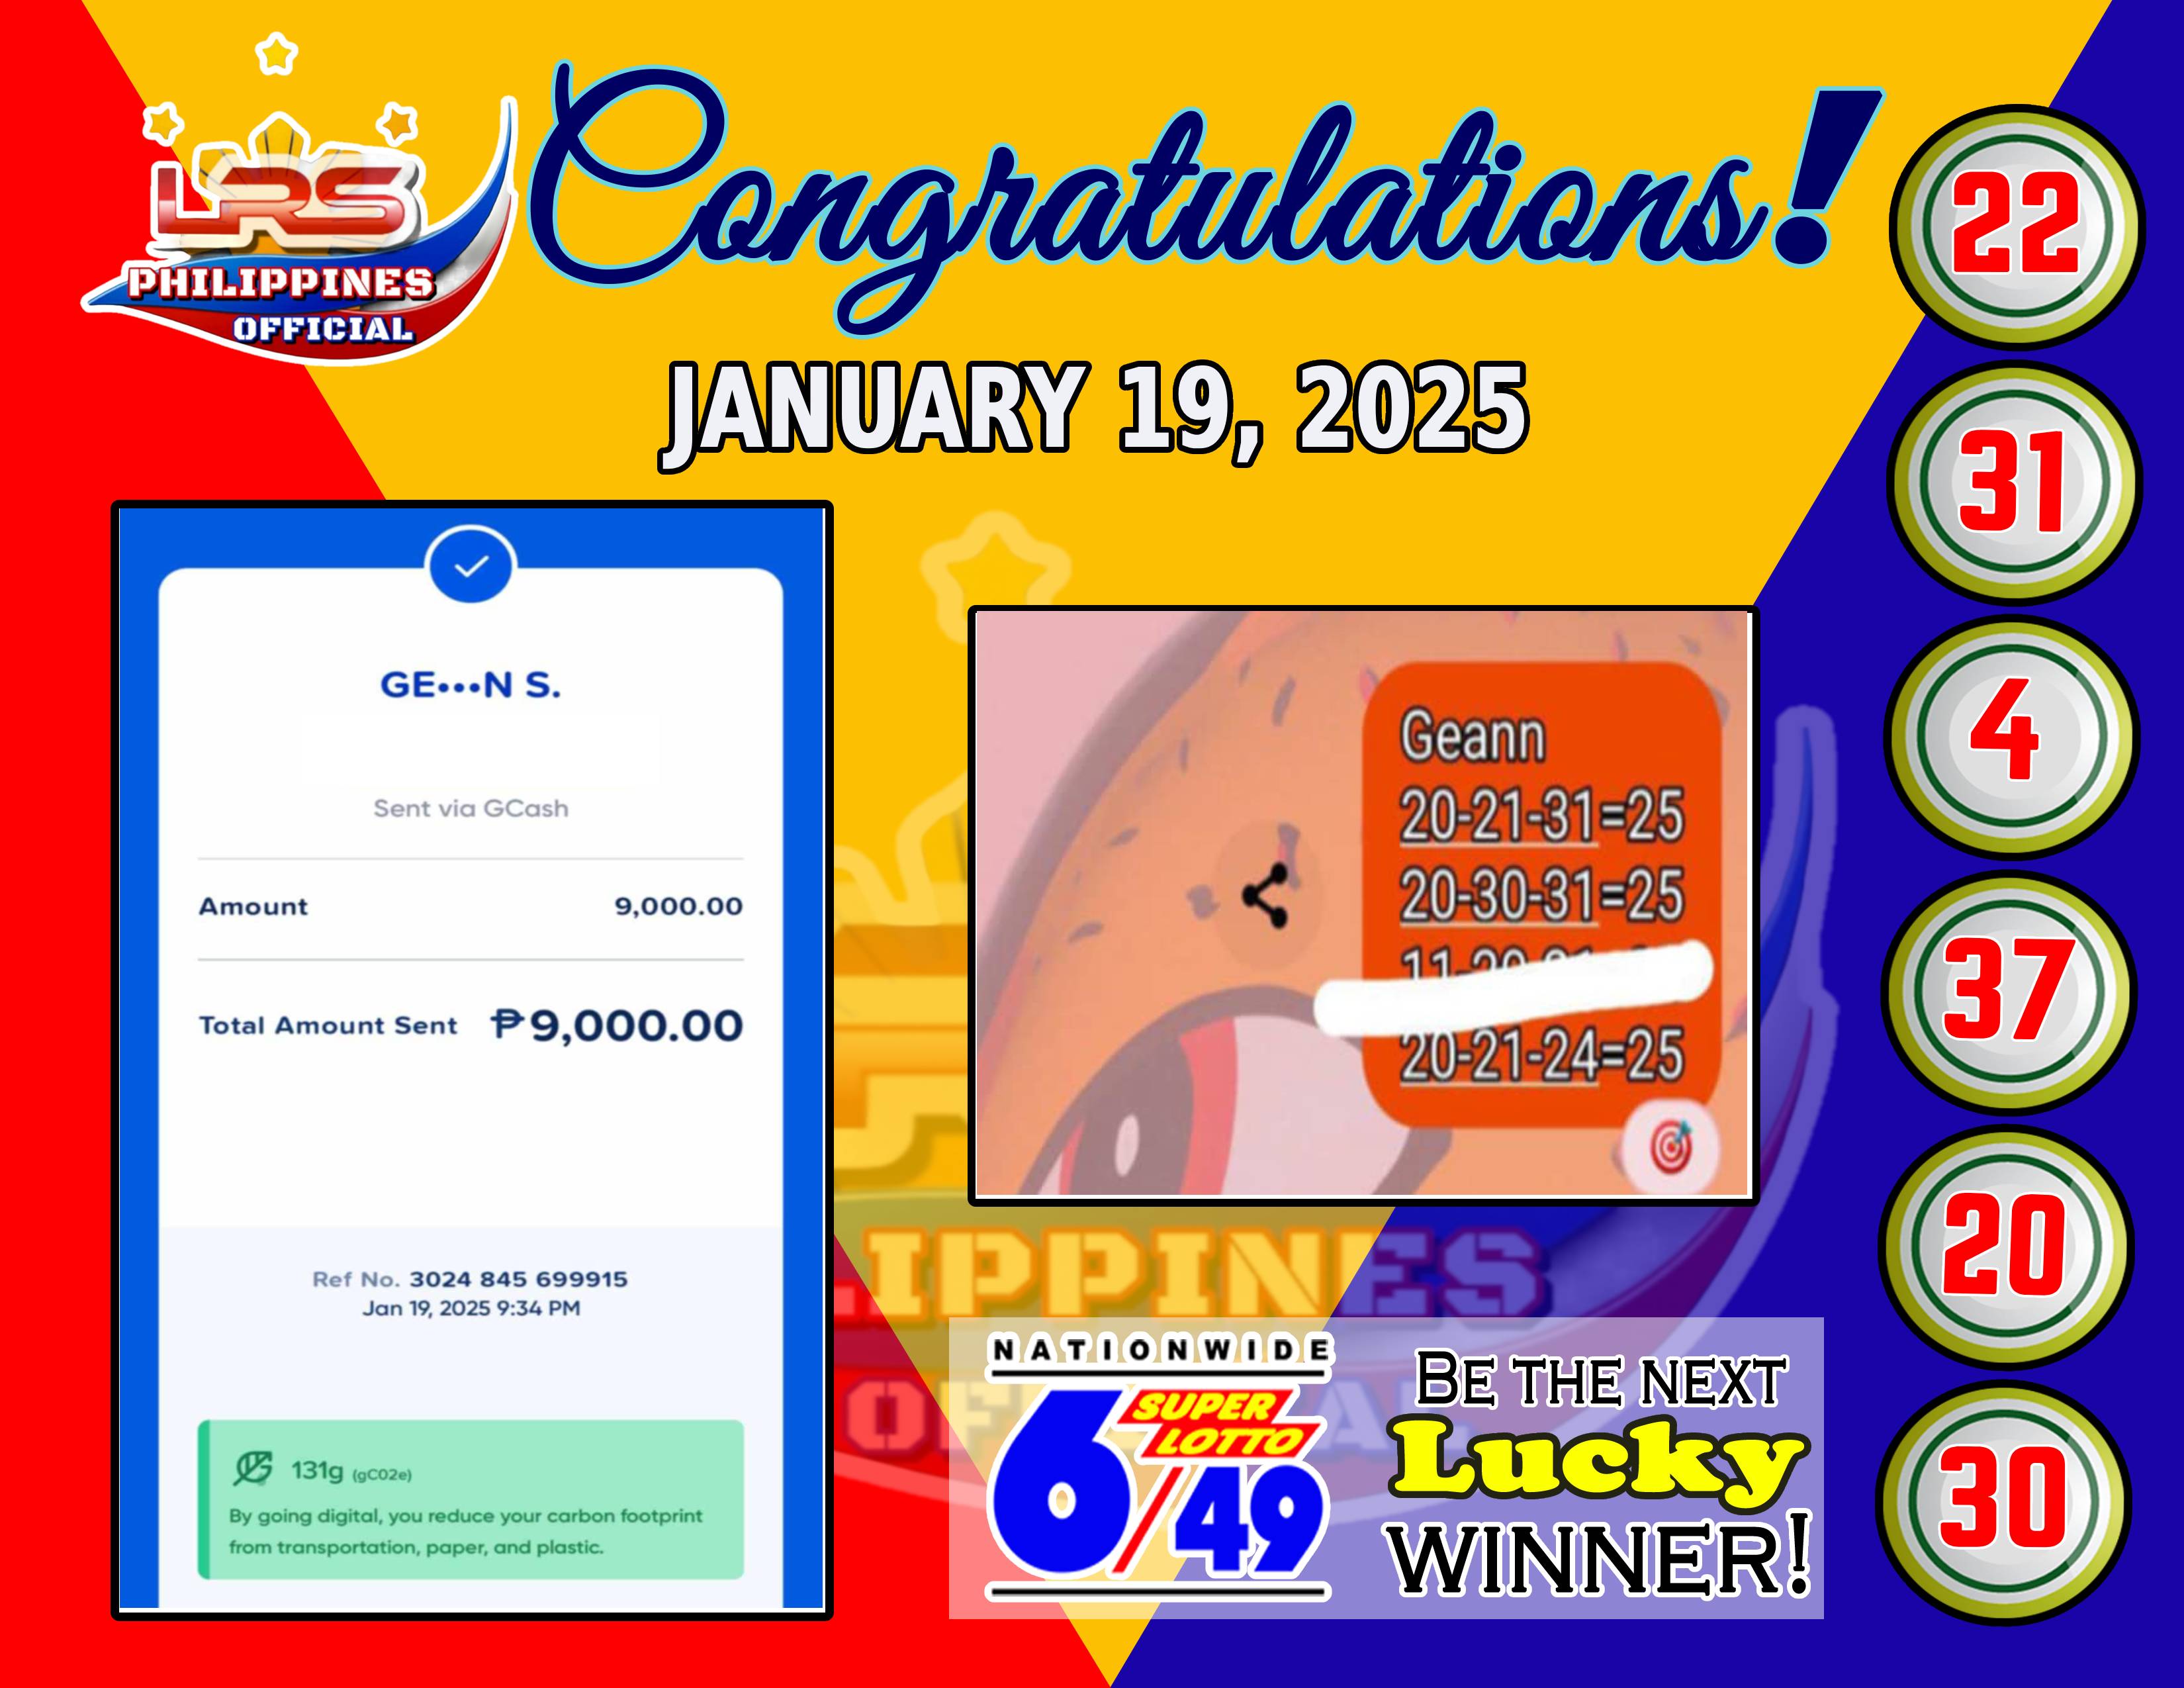 LRS
PHILIPPINES
OFFICIAL
Congratulations!
JANUARY 19, 2025
GE•••N S.
Sent via GCash
Amount 9,000.00
Total Amount Sent ₱9,000.00
Ref No. 3024 845 699915
Jan 19, 2025 9:34 PM
131g (gCO2e)
By going digital, you reduce your carbon footprint
from transportation, paper, and plastic.
Geann
20-21-31=25
20-30-31=25
20-21-24=25
NATIONWIDE
SUPER
LOTTO
6/49
BE THE NEXT
Lucky
WINNER!
22
31
4
37
20
30